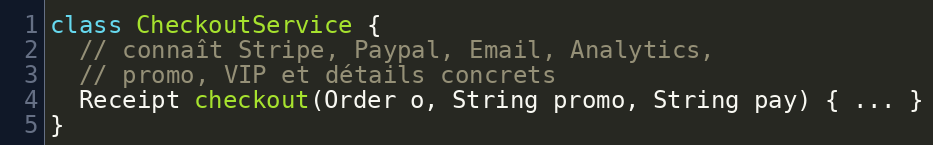 1 class CheckoutService {
2   // connaît Stripe, Paypal, Email, Analytics,
3   // promo, VIP et détails concrets
4   Receipt checkout(Order o, String promo, String pay) { ... }
5 }